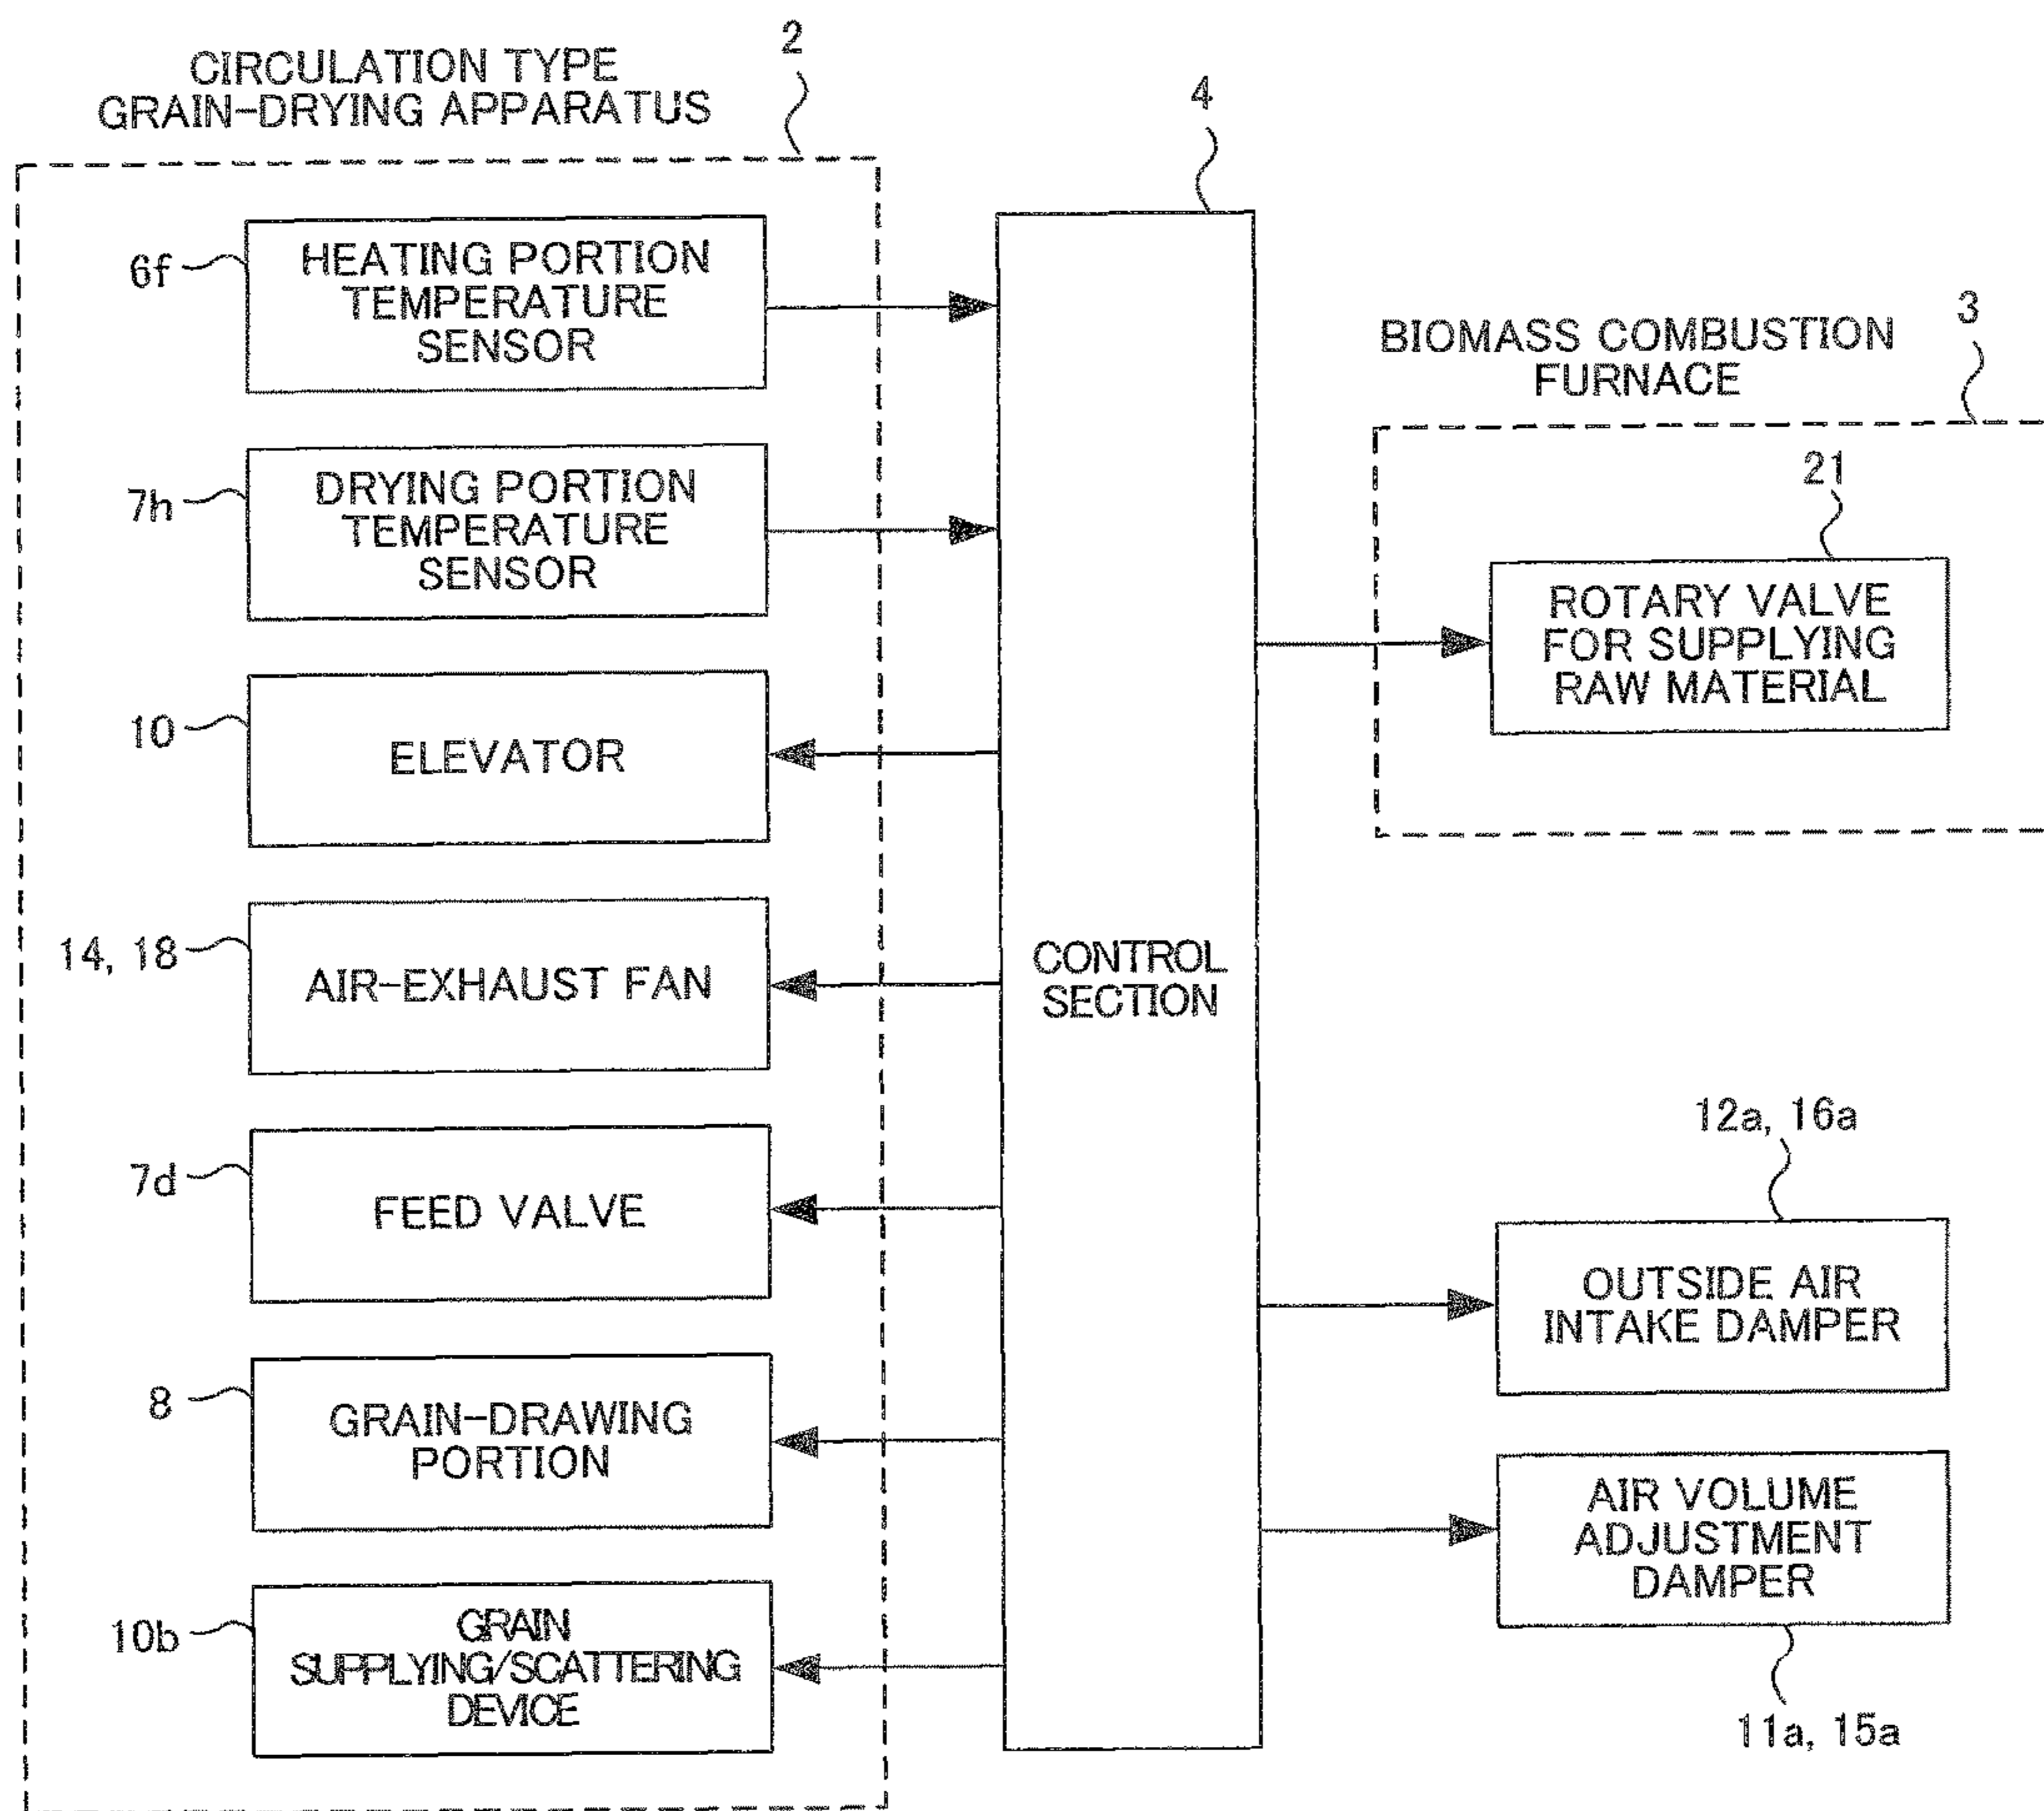 2
CIRCULATION TYPE
GRAIN-DRYING APPARATUS
6f
HEATING PORTION
TEMPERATURE
SENSOR
7h
DRYING PORTION
TEMPERATURE
SENSOR
10
ELEVATOR
14, 18
AIR-EXHAUST FAN
7d
FEED VALVE
8
GRAIN-DRAWING
PORTION
10b
GRAIN
SUPPLYING/SCATTERING
DEVICE
4
CONTROL
SECTION
3
BIOMASS COMBUSTION
FURNACE
21
ROTARY VALVE
FOR SUPPLYING
RAW MATERIAL
12a, 16a
OUTSIDE AIR
INTAKE DAMPER
AIR VOLUME
ADJUSTMENT
DAMPER
11a, 15a